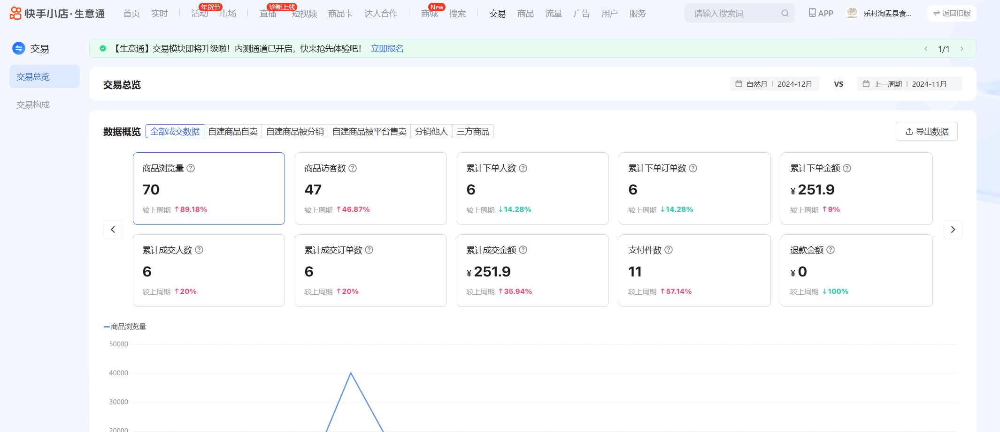 快手小店·生意通
首页 实时 活动 年货节 市场 直播 诊断上线 短视频 商品卡 达人合作 商城 New 搜索 交易 商品 流量 广告 用户 服务
请输入搜索词
APP
乐村淘盂县食...
返回旧版
交易
交易总览
交易构成
【生意通】交易模块即将升级啦！内测通道已开启，快来抢先体验吧！ 立即报名
1/1
交易总览
自然月 2024-12月 VS 上一周期 2024-11月
数据概览 全部成交数据 自建商品自卖 自建商品被分销 自建商品被平台售卖 分销他人 三方商品
导出数据
商品浏览量
70
较上周期 ↑89.18%
商品访客数
47
较上周期 ↑46.87%
累计下单人数
6
较上周期 ↓14.28%
累计下单订单数
6
较上周期 ↓14.28%
累计下单金额
¥251.9
较上周期 ↑9%
累计成交人数
6
较上周期 ↑20%
累计成交订单数
6
较上周期 ↑20%
累计成交金额
¥251.9
较上周期 ↑35.94%
支付件数
11
较上周期 ↑57.14%
退款金额
¥0
较上周期 ↓100%
商品浏览量
50000
40000
30000
20000